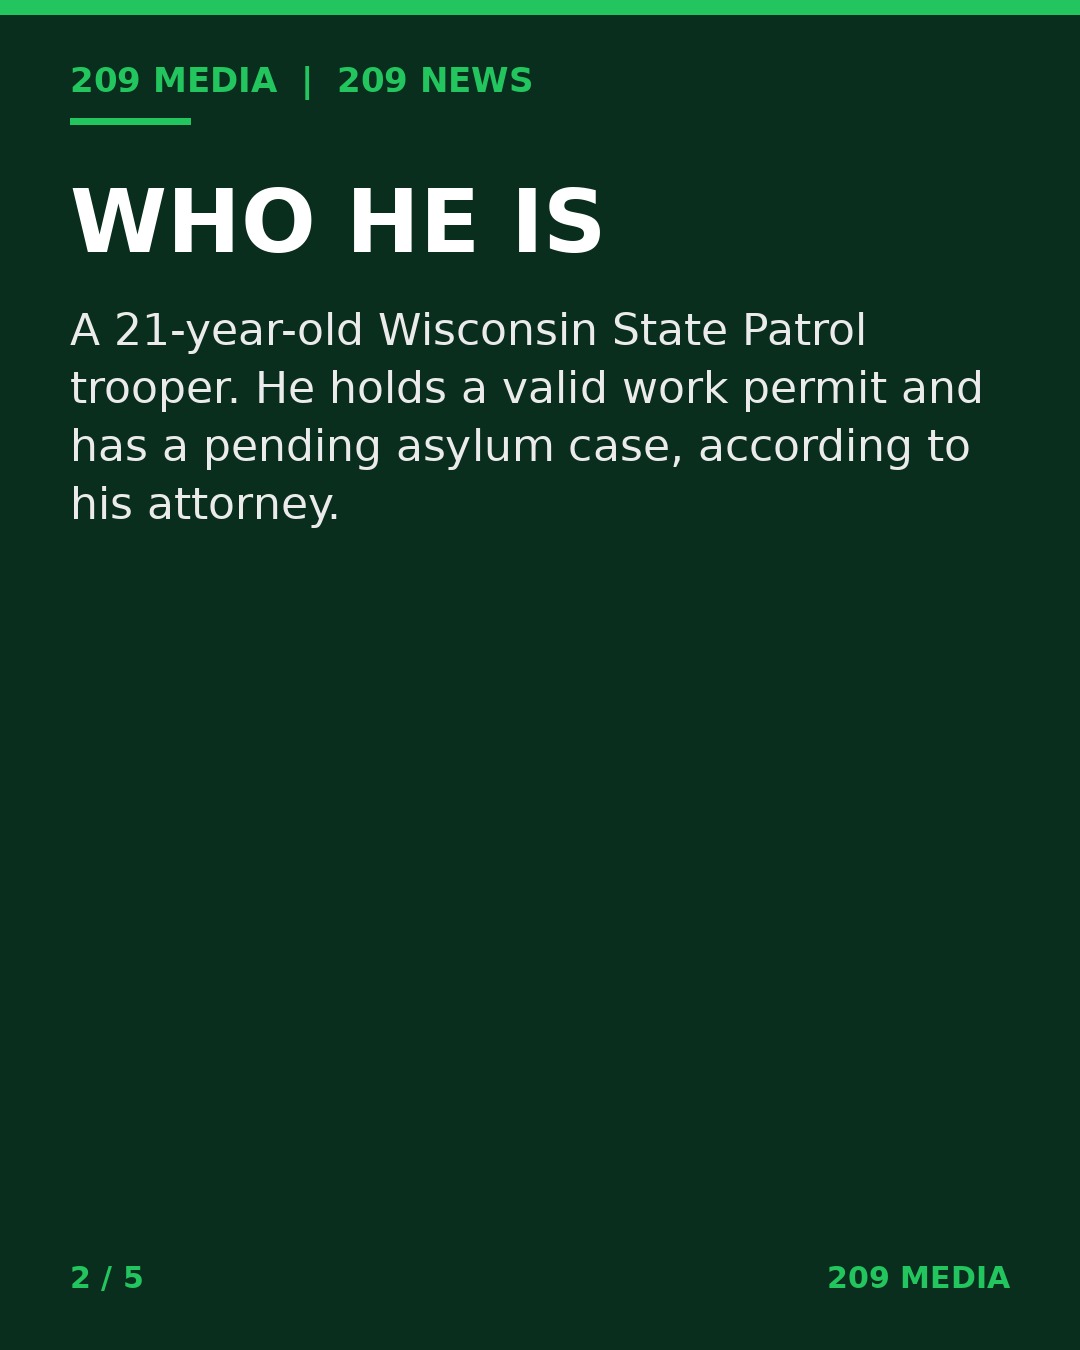 209 MEDIA | 209 NEWS
WHO HE IS
A 21-year-old Wisconsin State Patrol
trooper. He holds a valid work permit and
has a pending asylum case, according to
his attorney.
2 / 5
209 MEDIA